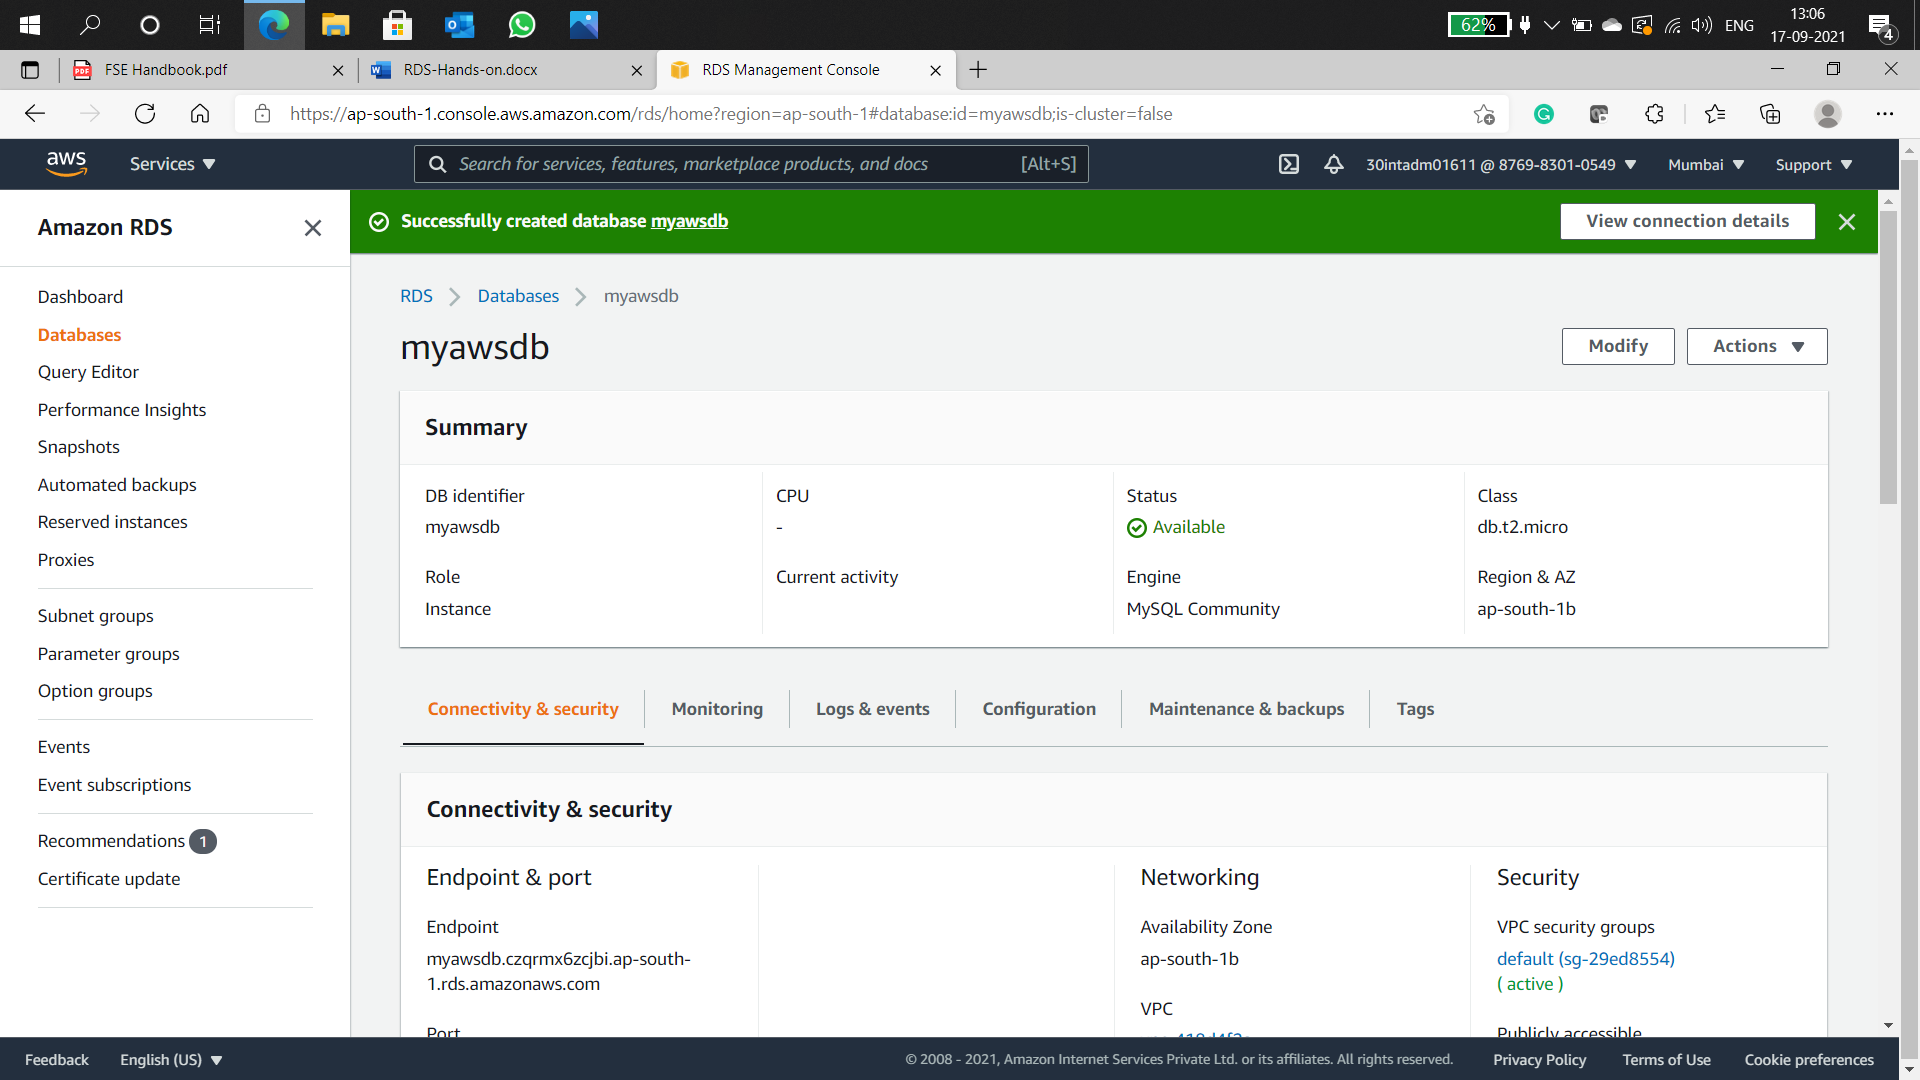 62%
ENG
13:06
17-09-2021
4
FSE Handbook.pdf
RDS-Hands-on.docx
RDS Management Console
https://ap-south-1.console.aws.amazon.com/rds/home?region=ap-south-1#database:id=myawsdb;is-cluster=false
aws
Services
Search for services, features, marketplace products, and docs
[Alt+S]
30intadm01611 @ 8769-8301-0549
Mumbai
Support
Amazon RDS
Dashboard
Databases
Query Editor
Performance Insights
Snapshots
Automated backups
Reserved instances
Proxies
Subnet groups
Parameter groups
Option groups
Events
Event subscriptions
Recommendations 1
Certificate update
Successfully created database myawsdb
View connection details
RDS
Databases
myawsdb
myawsdb
Modify
Actions
Summary
DB identifier
myawsdb
CPU
-
Status
Available
Class
db.t2.micro
Role
Instance
Current activity
Engine
MySQL Community
Region & AZ
ap-south-1b
Connectivity & security
Monitoring
Logs & events
Configuration
Maintenance & backups
Tags
Connectivity & security
Endpoint & port
Endpoint
myawsdb.czqrmx6zcjbi.ap-south-
1.rds.amazonaws.com
Port
Networking
Availability Zone
ap-south-1b
VPC
Security
VPC security groups
default (sg-29ed8554)
( active )
Publicly accessible
Feedback
English (US)
© 2008 - 2021, Amazon Internet Services Private Ltd. or its affiliates. All rights reserved.
Privacy Policy
Terms of Use
Cookie preferences